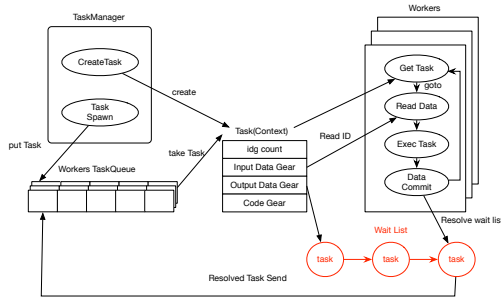 TaskManager
Workers
CreateTask
Get Task
goto
create
Task
Spawn
Read Data
put Task
Task(Context)
Read ID
take Task
idg count
Exec Task
Workers TaskQueue
Input Data Gear
Output Data Gear
Data
Commit
Code Gear
Resolve wait list
Wait List
task
task
task
Resolved Task Send